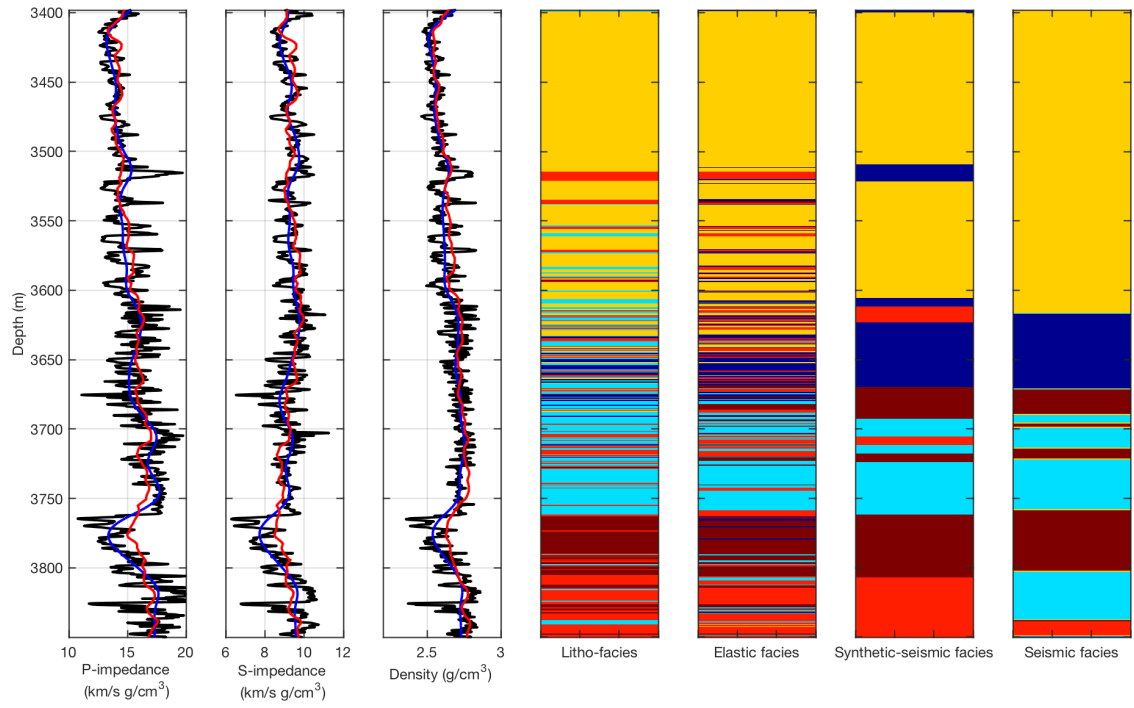 3400
3450
3500
3550
3600
3650
3700
3750
3800
Depth (m)
10 15 20
6 8 10 12
2.5 3
P-impedance
(km/s g/cm³)
S-impedance
(km/s g/cm³)
Density (g/cm³)
Litho-facies
Elastic facies
Synthetic-seismic facies
Seismic facies